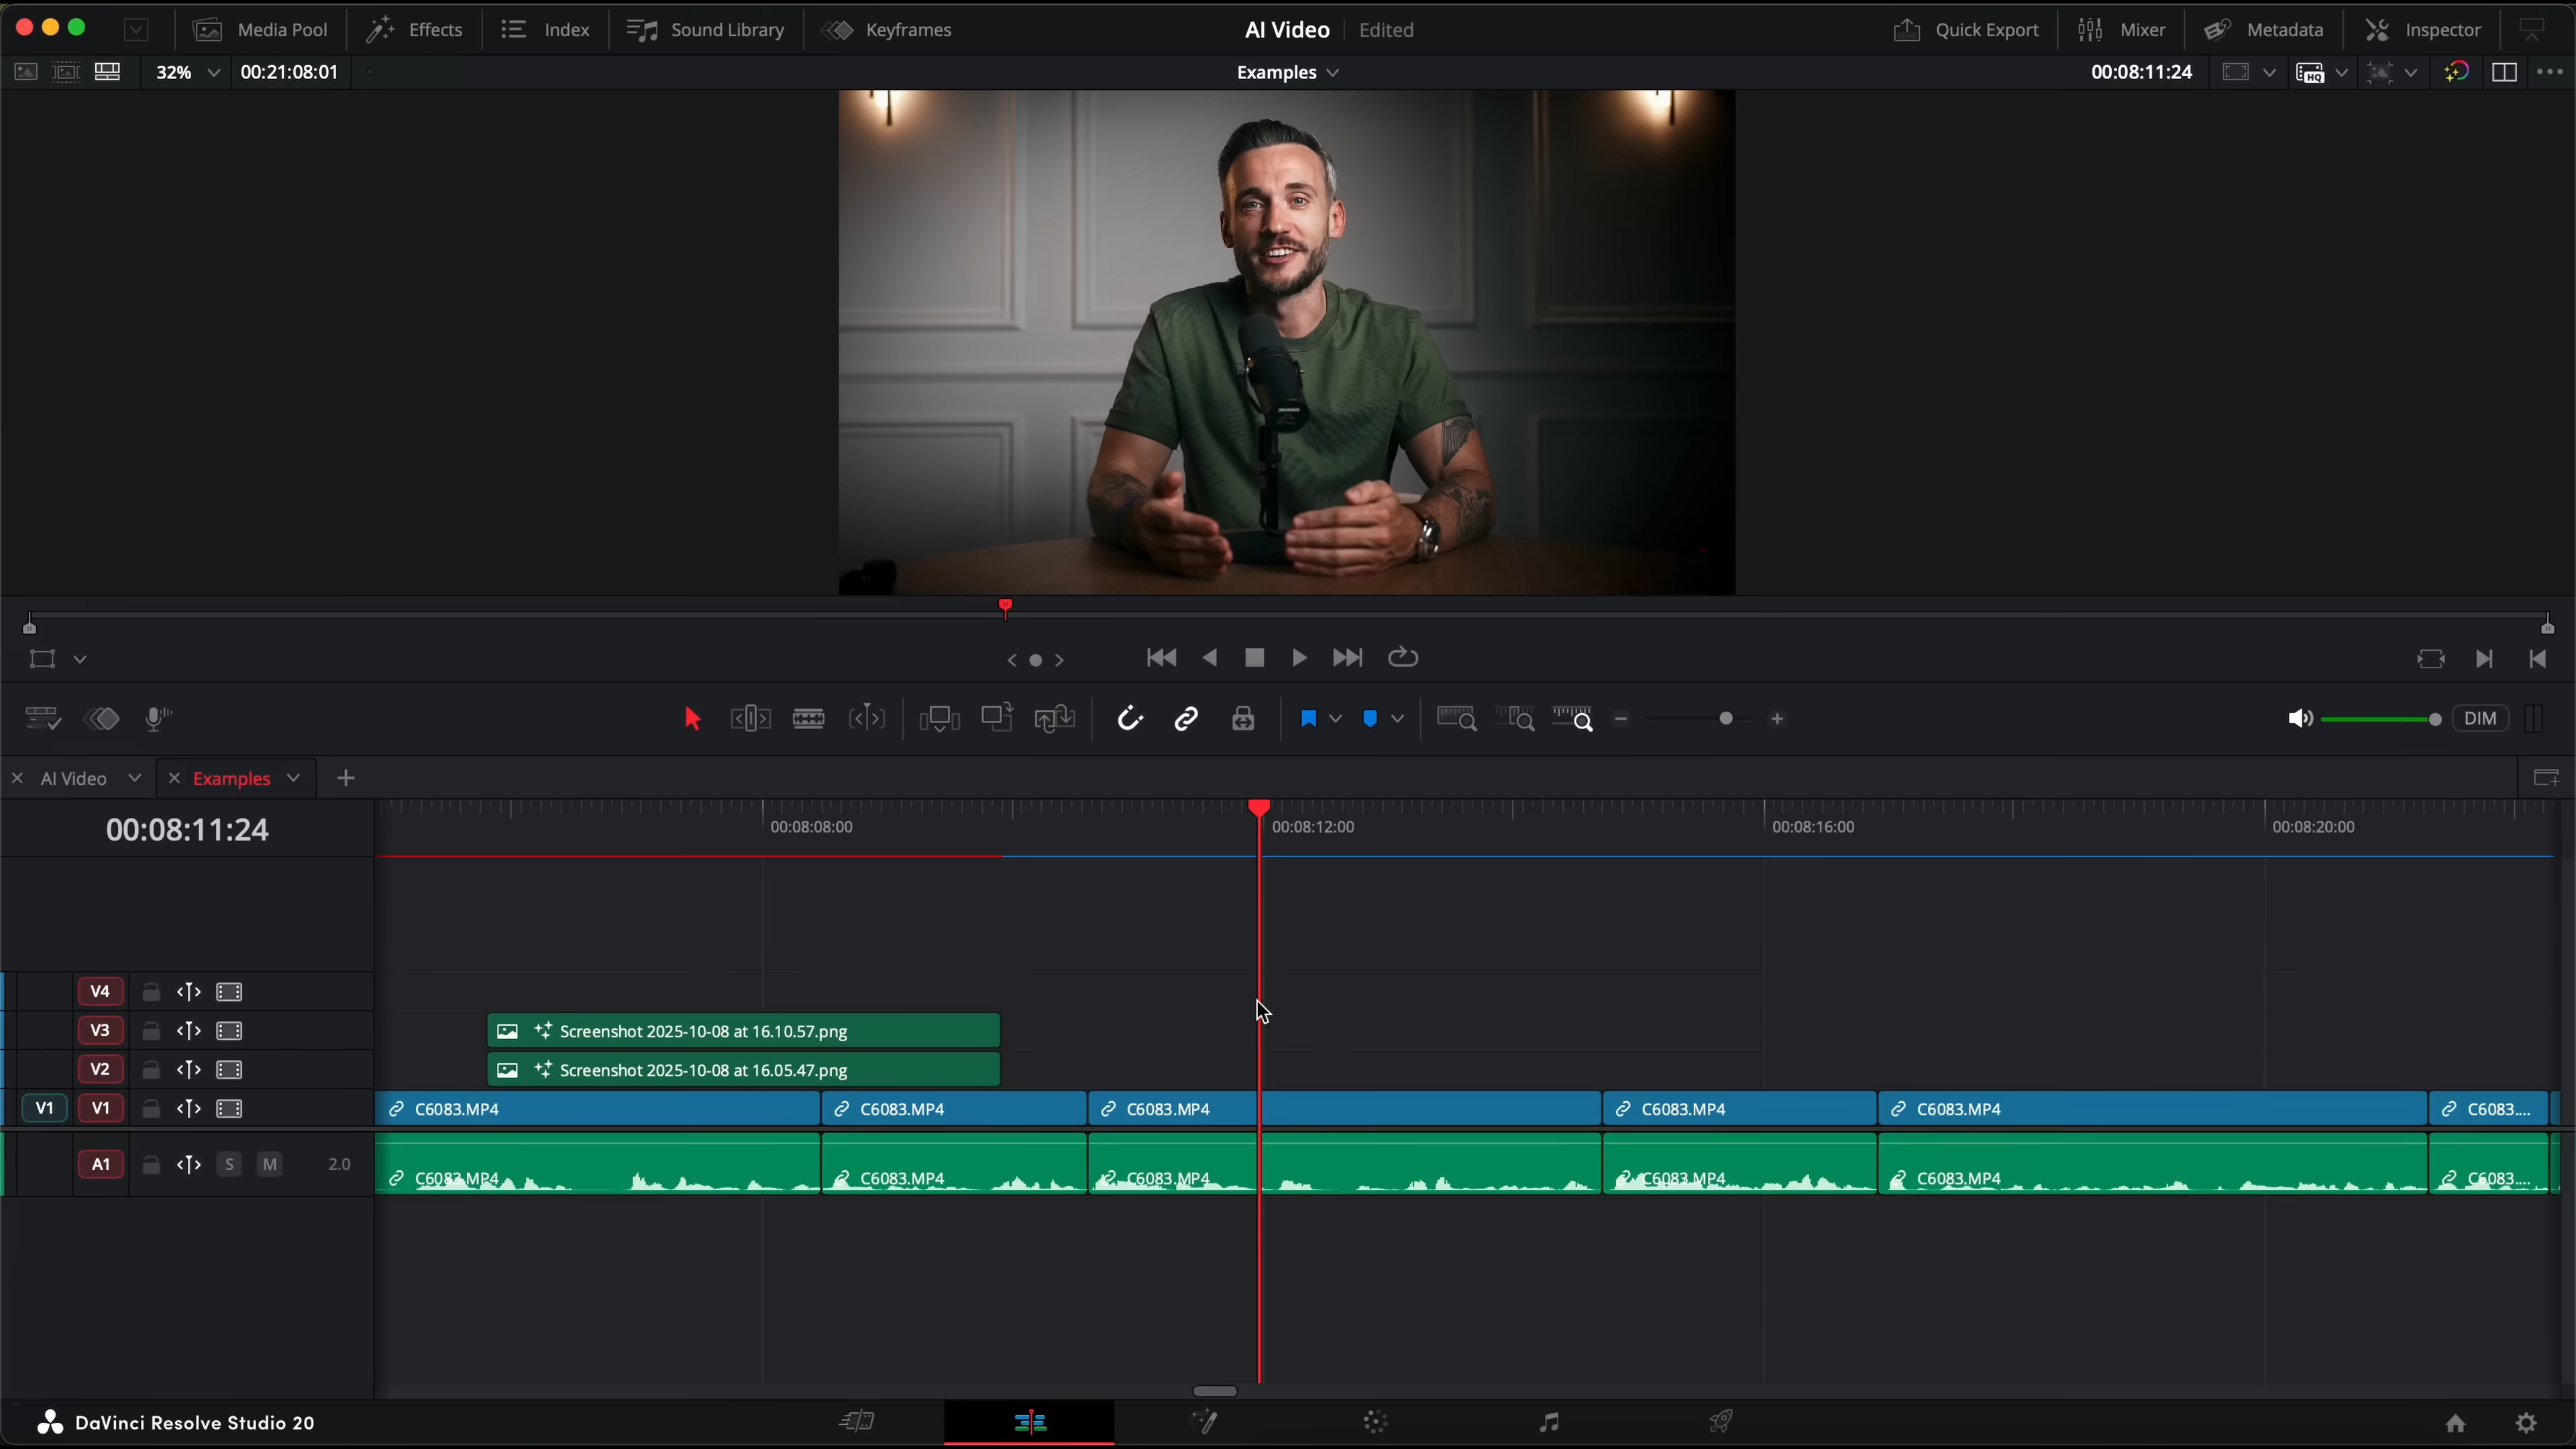 Media Pool Effects Index Sound Library Keyframes AI Video Edited Quick Export Mixer Metadata Inspector
32% 00:21:08:01 Examples 00:08:11:24 HQ
DIM
AI Video Examples
00:08:11:24 00:08:08:00 00:08:12:00 00:08:16:00 00:08:20:00
V4
V3 Screenshot 2025-10-08 at 16.10.57.png
V2 Screenshot 2025-10-08 at 16.05.47.png
V1 V1 C6083.MP4 C6083.MP4 C6083.MP4 C6083.MP4 C6083.MP4 C6083....
A1 S M 2.0 C6083.MP4 C6083.MP4 C6083.MP4 C6083.MP4 C6083.MP4 C6083....
DaVinci Resolve Studio 20